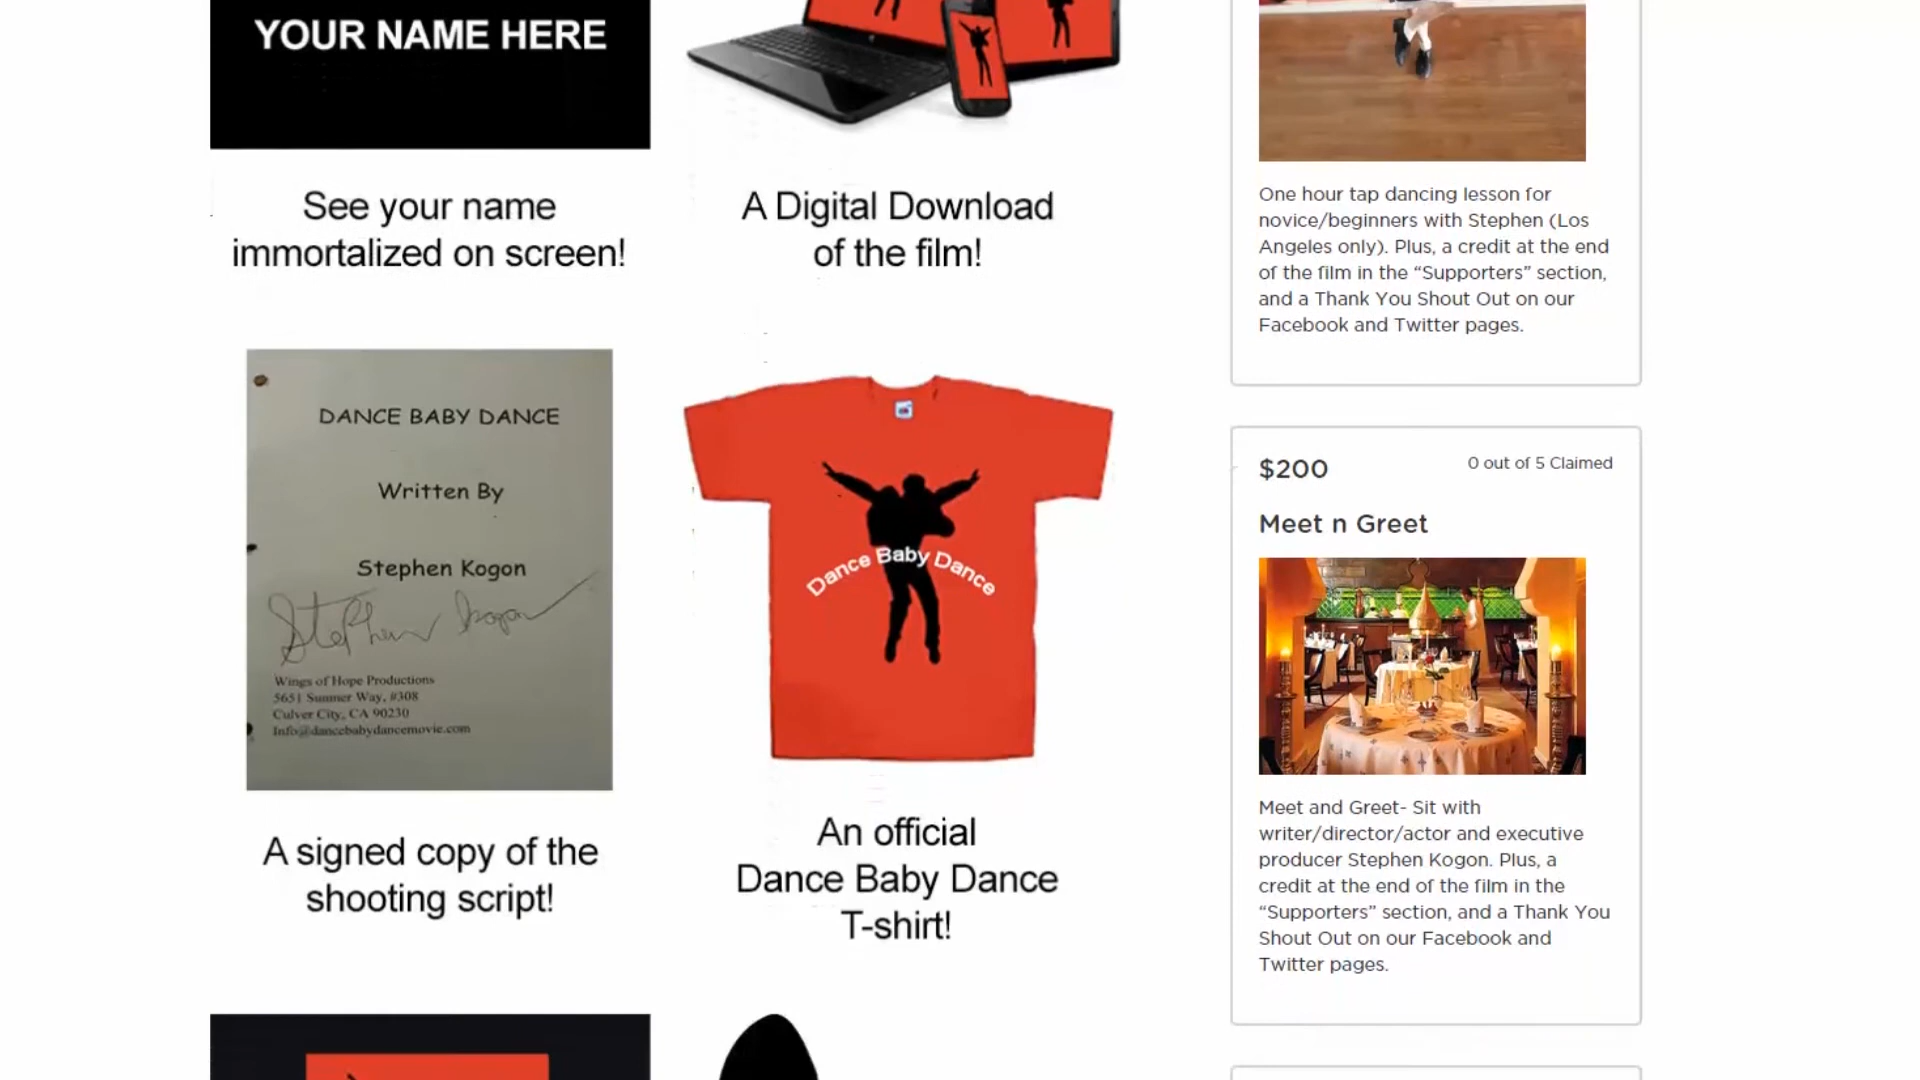 YOUR NAME HERE
See your name
immortalized on screen!
A Digital Download
of the film!
DANCE BABY DANCE
Written By
Stephen Kogon
Stephen Kogon
Wings of Hope Productions
5651 Sumner Way, #308
Culver City, CA 90230
Info@dancebabydancemovie.com
A signed copy of the
shooting script!
Dance Baby Dance
An official
Dance Baby Dance
T-shirt!
One hour tap dancing lesson for
novice/beginners with Stephen (Los
Angeles only). Plus, a credit at the end
of the film in the “Supporters” section,
and a Thank You Shout Out on our
Facebook and Twitter pages.
$200
0 out of 5 Claimed
Meet n Greet
Meet and Greet- Sit with
writer/director/actor and executive
producer Stephen Kogon. Plus, a
credit at the end of the film in the
“Supporters” section, and a Thank You
Shout Out on our Facebook and
Twitter pages.